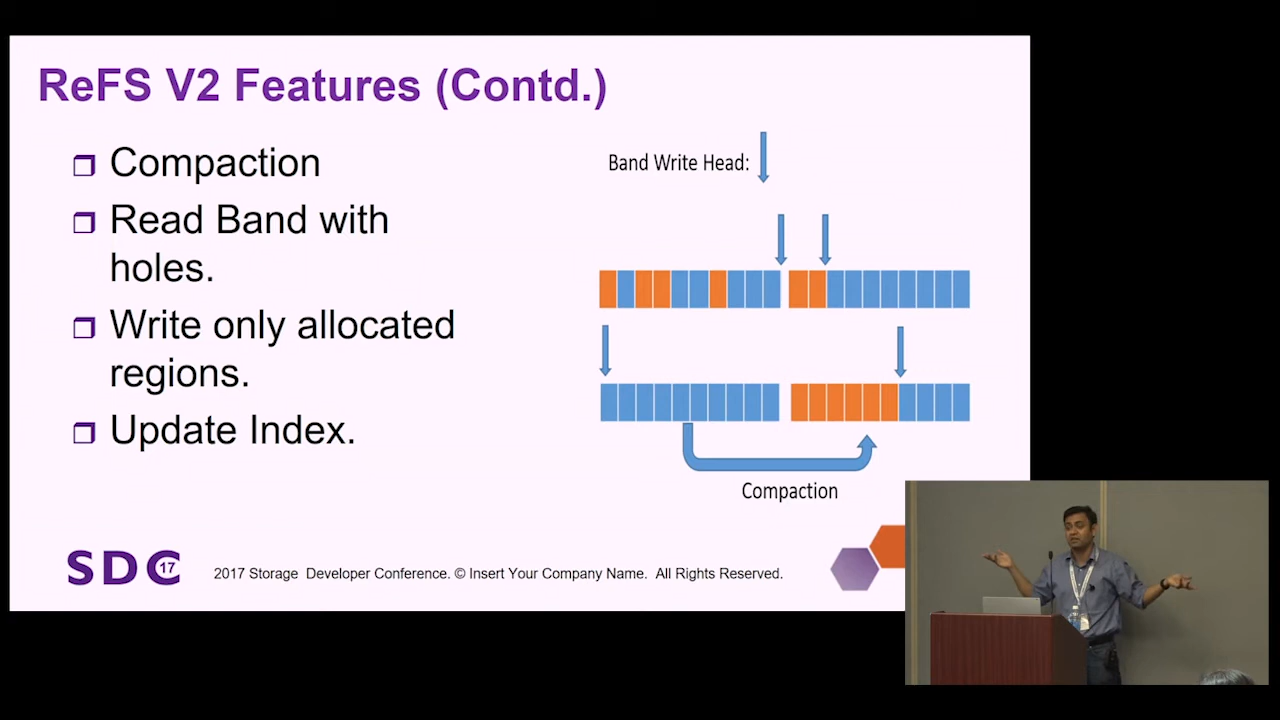 ReFS V2 Features (Contd.)
Compaction
Read Band with
holes.
Write only allocated
regions.
Update Index.
Band Write Head:
Compaction
SDC 17
2017 Storage Developer Conference. © Insert Your Company Name. All Rights Reserved.